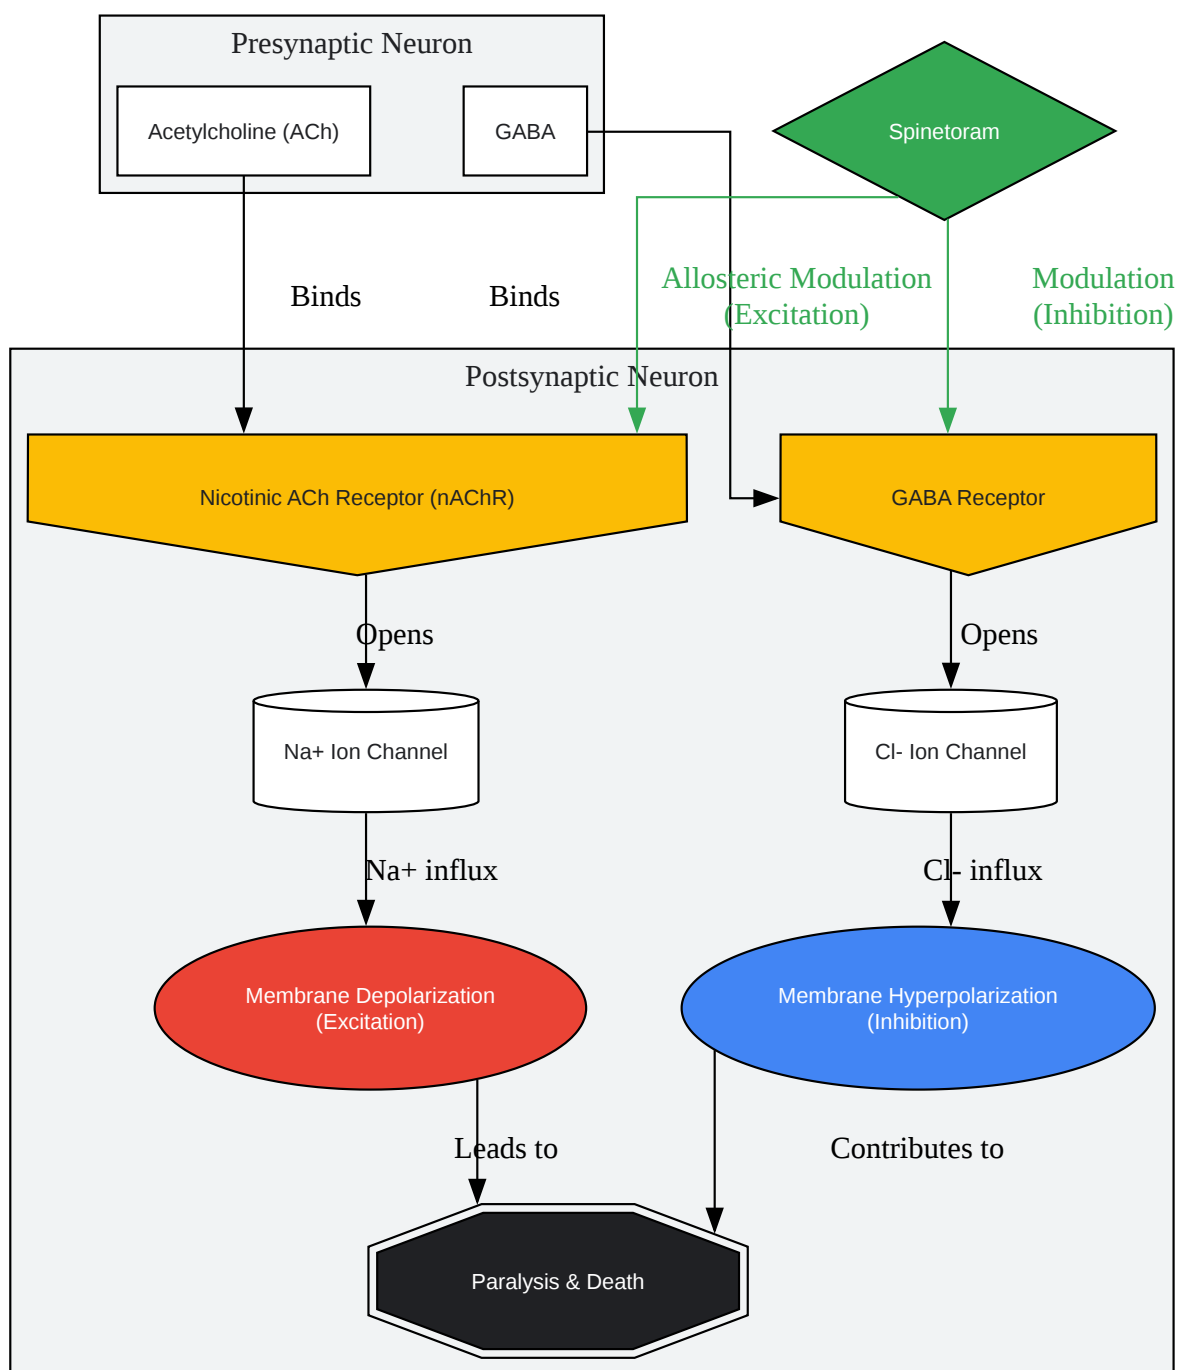 Presynaptic Neuron
Acetylcholine (ACh)
GABA
Spinetoram
Binds
Binds
Allosteric Modulation
(Excitation)
Modulation
(Inhibition)
Postsynaptic Neuron
Nicotinic ACh Receptor (nAChR)
GABA Receptor
Opens
Opens
Na+ Ion Channel
Cl- Ion Channel
Na+ influx
Cl- influx
Membrane Depolarization
(Excitation)
Membrane Hyperpolarization
(Inhibition)
Leads to
Contributes to
Paralysis & Death